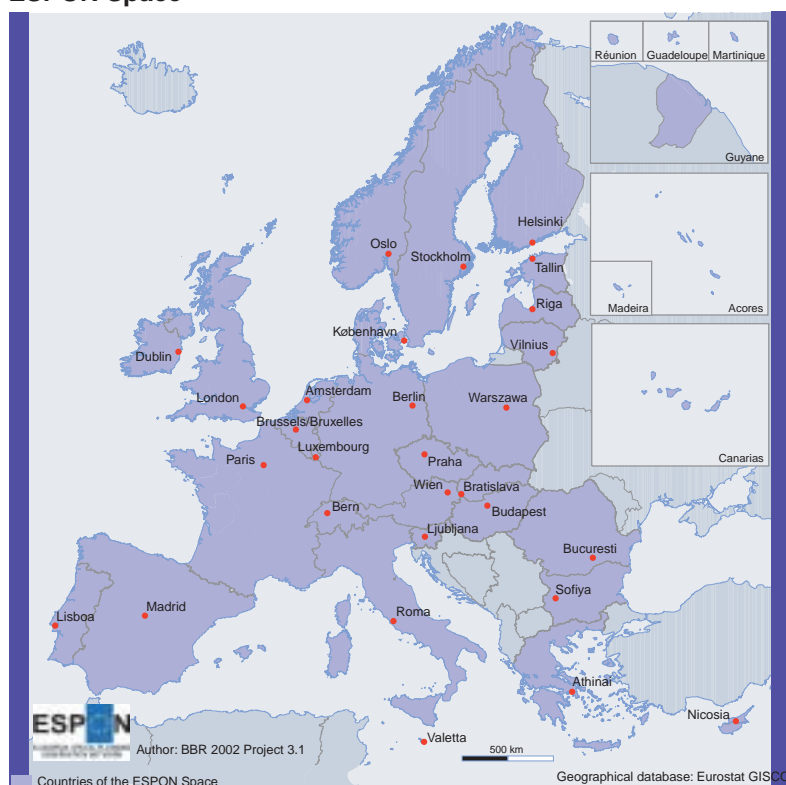 ESPON Space
Réunion
Guadeloupe
Martinique
Guyane
Helsinki
Oslo
Stockholm
Tallin
Madeira
Acores
Riga
København
Vilnius
Dublin
Amsterdam
London
Berlin
Warszawa
Brussels/Bruxelles
Luxembourg
Paris
Praha
Canarias
Wien
Bratislava
Bern
Budapest
Ljubljana
Bucuresti
Sofiya
Madrid
Lisboa
Roma
Athinai
Nicosia
ESPON
Author: BBR 2002 Project 3.1
Valetta
500 km
Geographical database: Eurostat GISCO
Countries of the ESPON Space